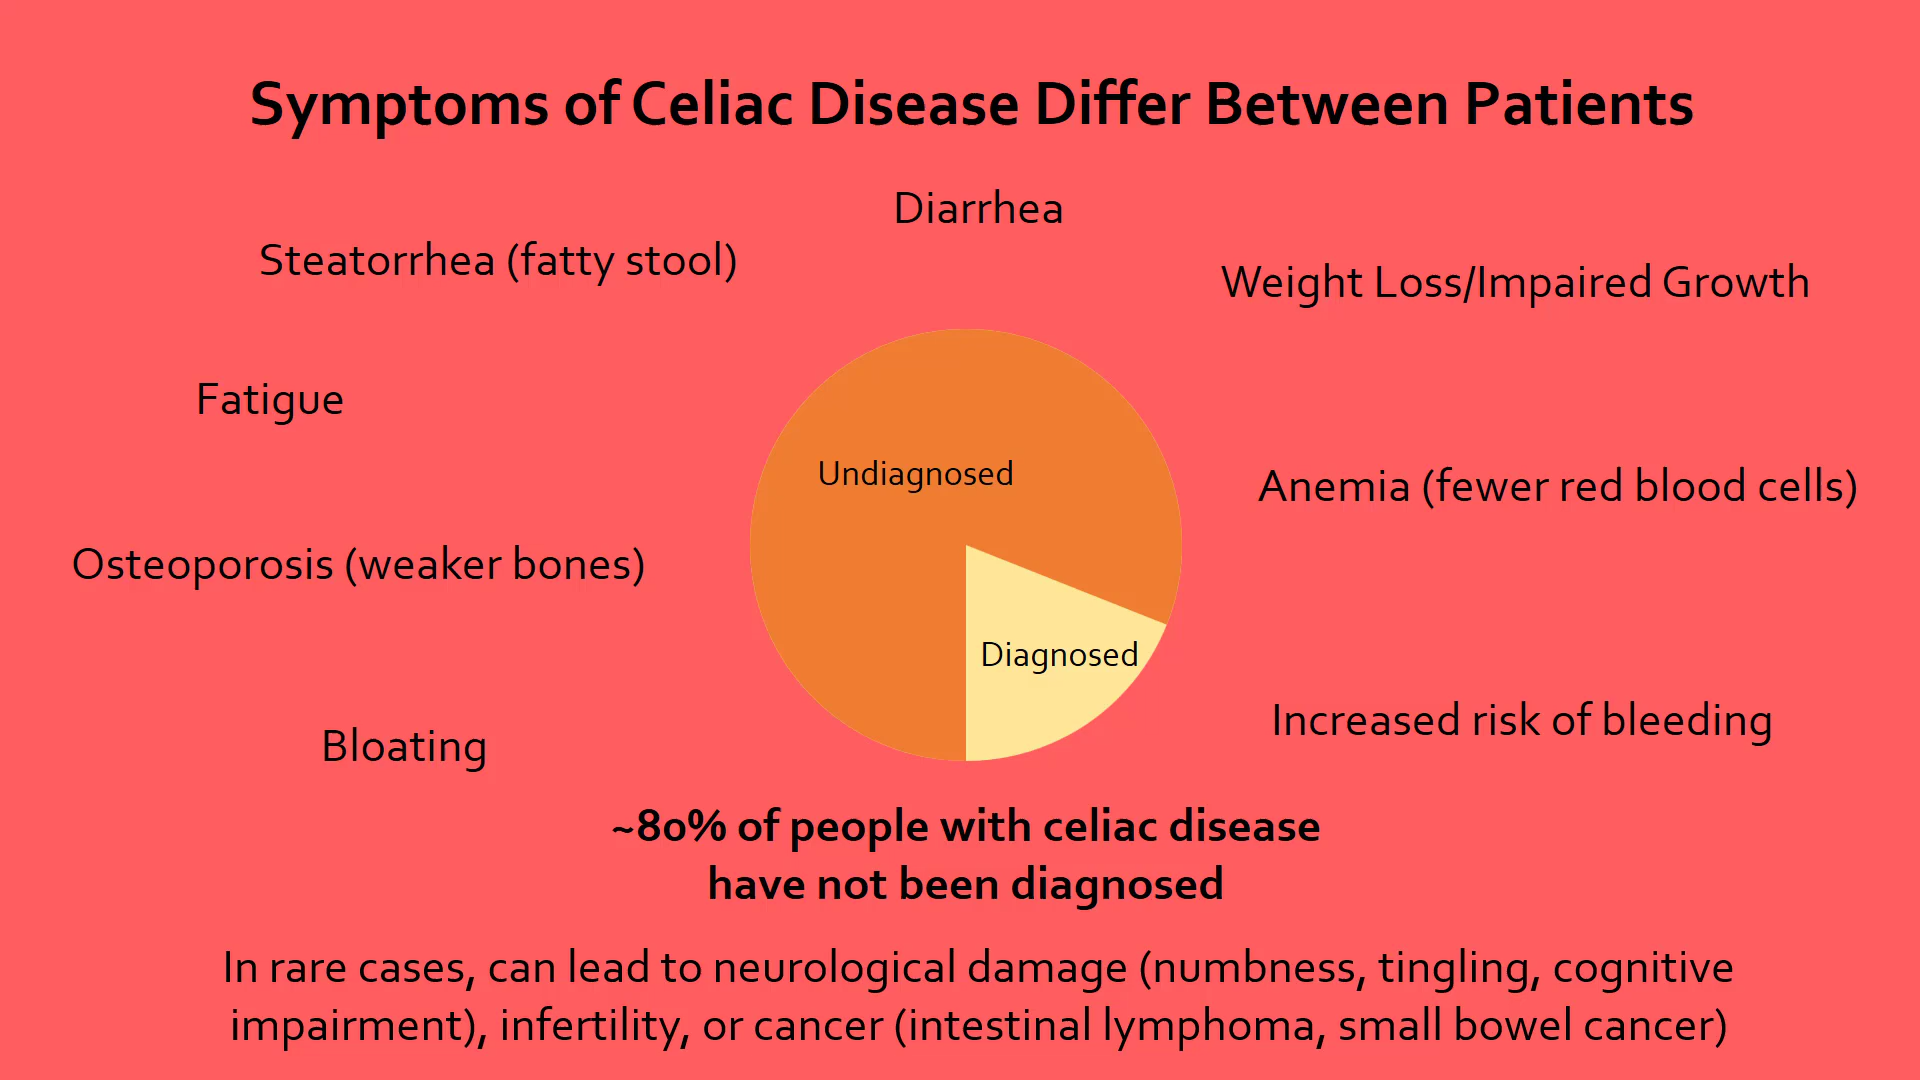 Symptoms of Celiac Disease Differ Between Patients
Diarrhea
Steatorrhea (fatty stool)
Weight Loss/Impaired Growth
Fatigue
Undiagnosed
Anemia (fewer red blood cells)
Osteoporosis (weaker bones)
Diagnosed
Increased risk of bleeding
Bloating
~80% of people with celiac disease
have not been diagnosed
In rare cases, can lead to neurological damage (numbness, tingling, cognitive
impairment), infertility, or cancer (intestinal lymphoma, small bowel cancer)